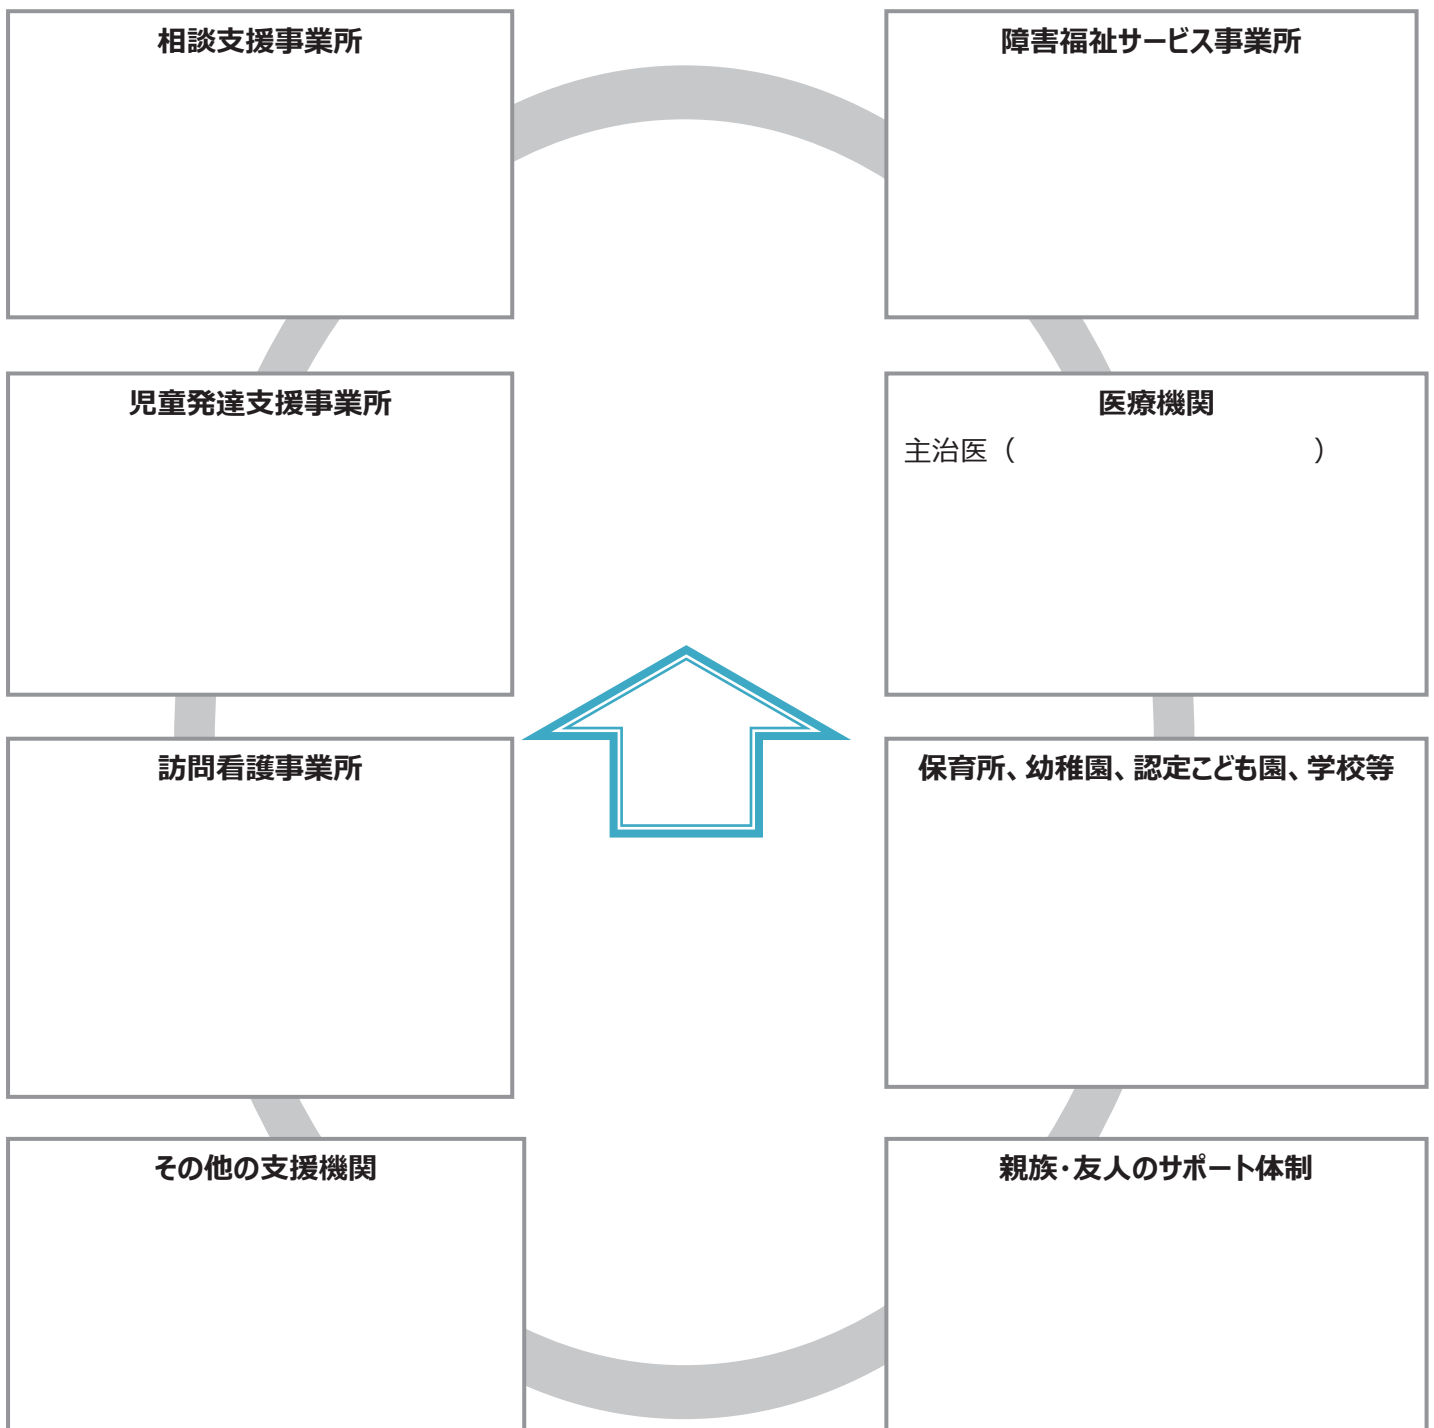 相談支援事業所
障害福祉サービス事業所
児童発達支援事業所
医療機関
主治医（　　　　　　　　　　　）
訪問看護事業所
保育所、幼稚園、認定こども園、学校等
その他の支援機関
親族・友人のサポート体制